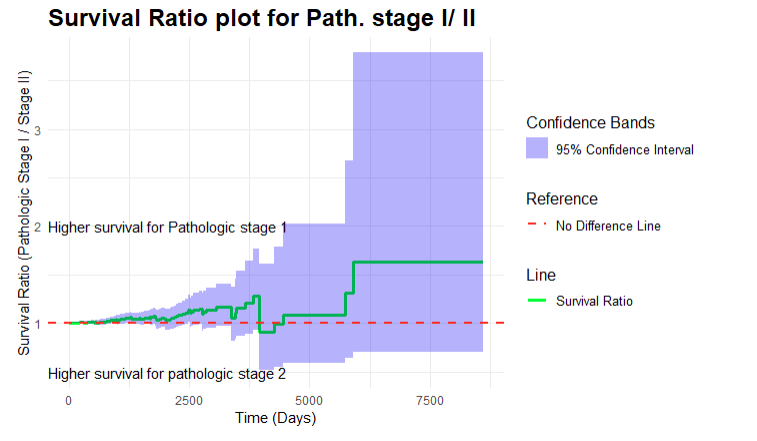 Survival Ratio plot for Path. stage I/ II
Survival Ratio (Pathologic Stage I / Stage II)
3
2
1
Higher survival for Pathologic stage 1
Higher survival for pathologic stage 2
0
2500
5000
7500
Time (Days)
Confidence Bands
95% Confidence Interval
Reference
No Difference Line
Line
Survival Ratio